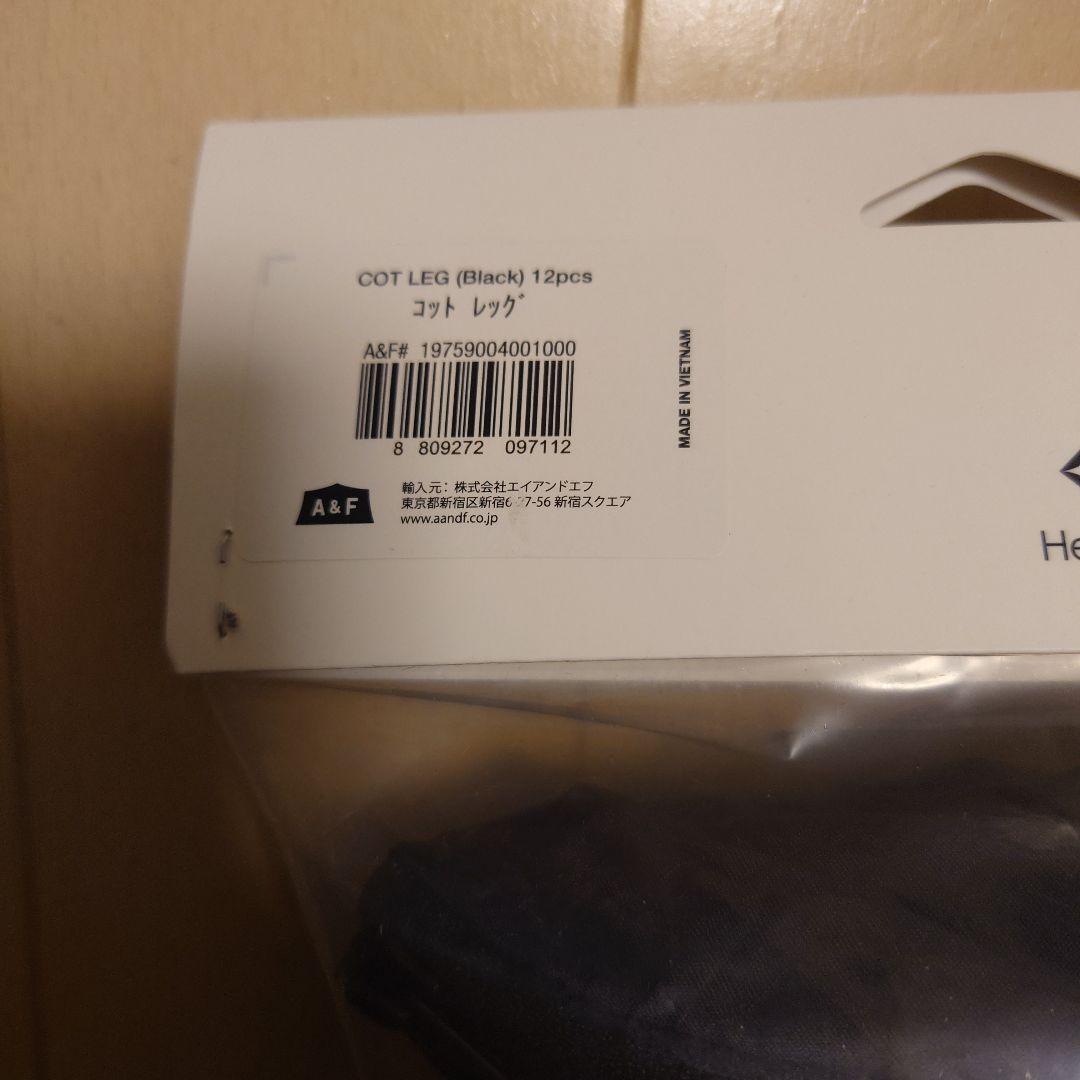 COT LEG (Black) 12pcs
コット レッグ
A&F# 19759004001000
8 809272 097112
MADE IN VIETNAM
A & F
輸入元：株式会社エイアンドエフ
東京都新宿区新宿6-27-56 新宿スクエア
www.aandf.co.jp
He